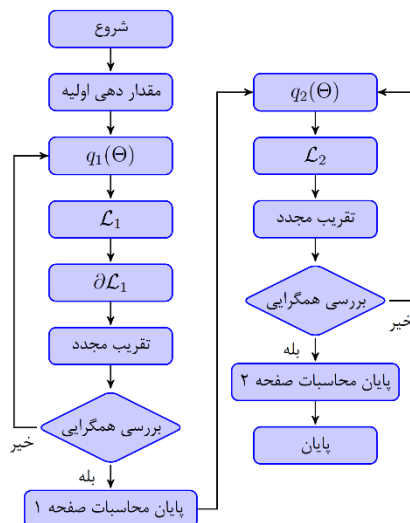 شروع
مقدار دهی اولیه
q₁(Θ)
ℒ₁
∂ℒ₁
تقریب مجدد
بررسی همگرایی
خیر
بله
پایان محاسبات صفحه ۱
q₂(Θ)
ℒ₂
تقریب مجدد
بررسی همگرایی
خیر
بله
پایان محاسبات صفحه ۲
پایان